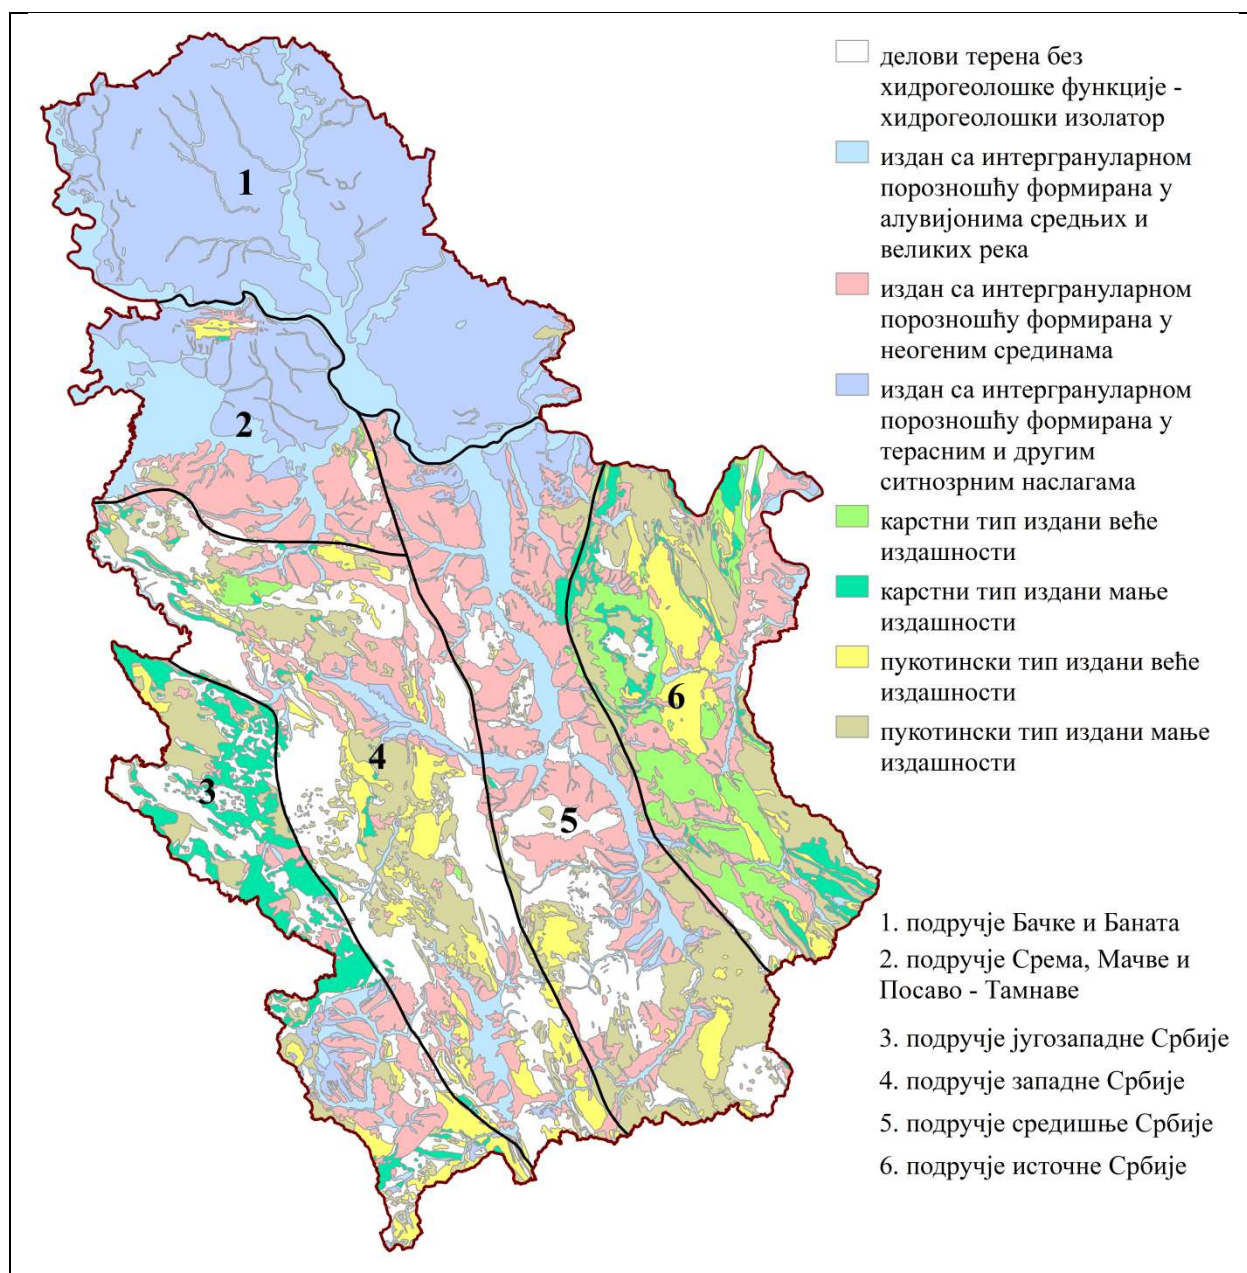 делови терена без
хидрогеолошке функције -
хидрогеолошки изолатор
издан са интергрануларном
порозношћу формирана у
алувијонима средњих и
великих река
издан са интергрануларном
порозношћу формирана у
неогеним срединама
издан са интергрануларном
порозношћу формирана у
терасним и другим
ситнозрним наслагама
карстни тип издани веће
издашности
карстни тип издани мање
издашности
пукотински тип издани веће
издашности
пукотински тип издани мање
издашности
1
2
3
4
5
6
1. подручје Бачке и Баната
2. подручје Срема, Мачве и
Посаво - Тамнаве
3. подручје југозападне Србије
4. подручје западне Србије
5. подручје средишње Србије
6. подручје источне Србије